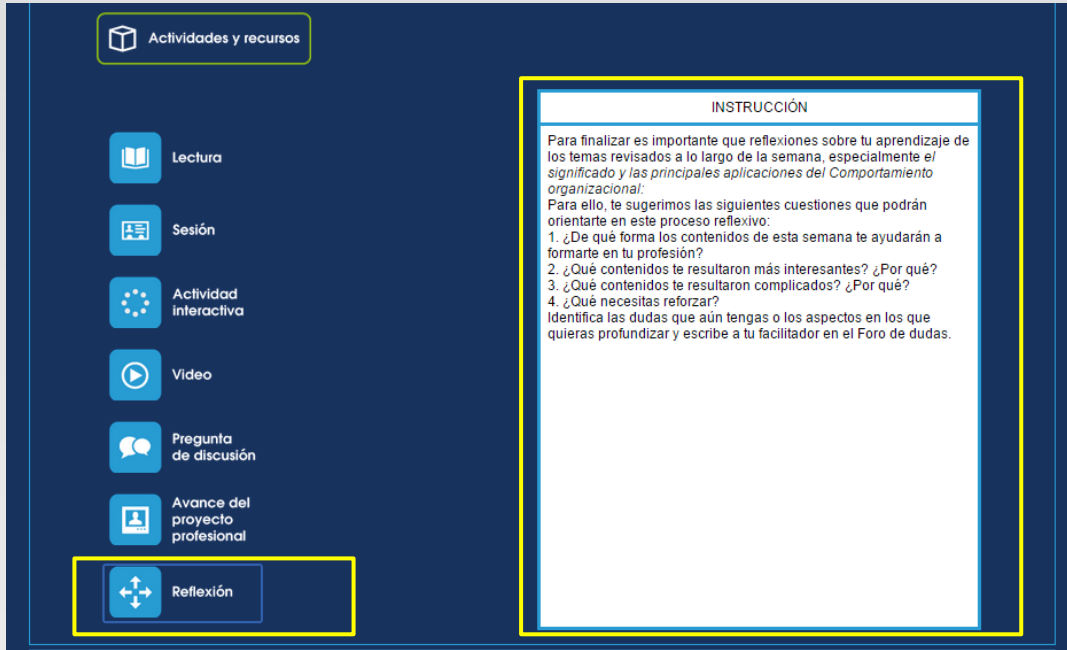 Actividades y recursos
Lectura
Sesión
Actividad
interactiva
Video
Pregunta
de discusión
Avance del
proyecto
profesional
Reflexión
INSTRUCCIÓN
Para finalizar es importante que reflexiones sobre tu aprendizaje de
los temas revisados a lo largo de la semana, especialmente el
significado y las principales aplicaciones del Comportamiento
organizacional:
Para ello, te sugerimos las siguientes cuestiones que podrán
orientarte en este proceso reflexivo:
1. ¿De qué forma los contenidos de esta semana te ayudarán a
formarte en tu profesión?
2. ¿Qué contenidos te resultaron más interesantes? ¿Por qué?
3. ¿Qué contenidos te resultaron complicados? ¿Por qué?
4. ¿Qué necesitas reforzar?
Identifica las dudas que aún tengas o los aspectos en los que
quieras profundizar y escribe a tu facilitador en el Foro de dudas.